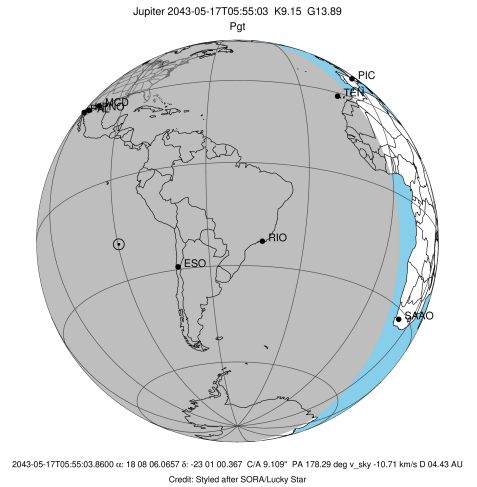 Jupiter 2043-05-17T05:55:03 K9.15 G13.89
Pgt
PIC
TEN
MCD
RIO
ESO
SAAO
2043-05-17T05:55:03.8600 α: 18 08 06.0657 δ: -23 01 00.367 C/A 9.109" PA 178.29 deg v_sky -10.71 km/s D 04.43 AU
Credit: Styled after SORA/Lucky Star